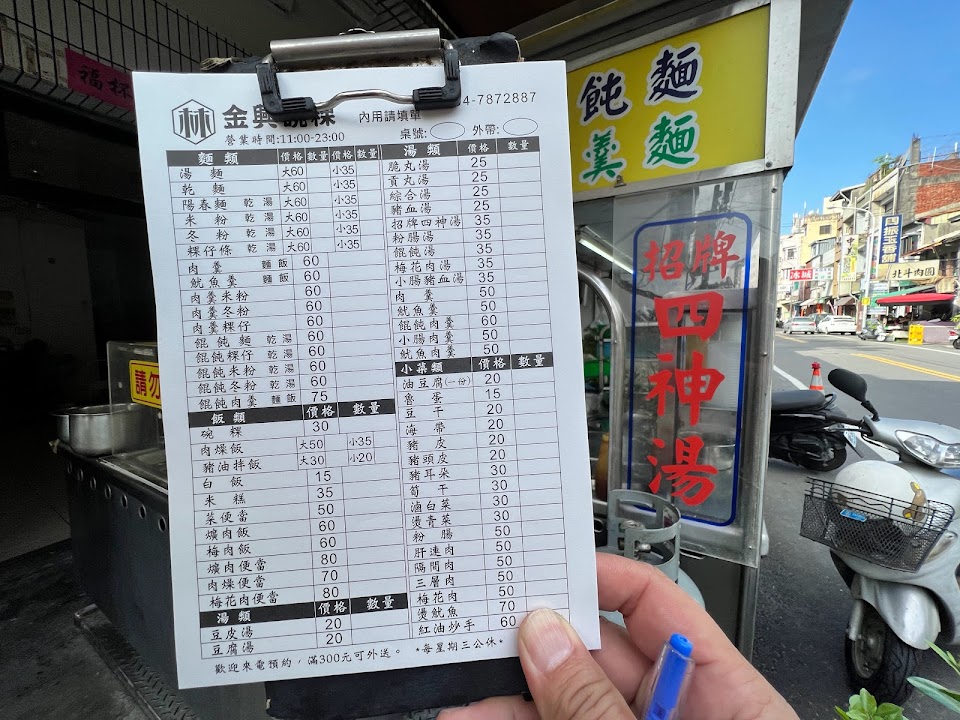 福林
林 金興碗粿 內用請填單 4-7872887
營業時間:11:00-23:00 桌號: 外帶:
麵類 價格 數量 價格 數量
湯麵 大60 小35
乾麵 大60 小35
陽春麵 乾 湯 大60 小35
米粉 乾 湯 大60 小35
冬粉 乾 湯 大60 小35
粿仔條 乾 湯 大60 小35
肉羹 麵 飯 60
魷魚羹 麵 飯 60
肉羹米粉 60
肉羹冬粉 60
肉羹粿仔 60
餛飩麵 乾 湯 60
餛飩粿仔 乾 湯 60
餛飩米粉 乾 湯 60
餛飩冬粉 乾 湯 60
餛飩肉羹 麵 飯 75
飯類 價格 數量
碗粿 30
肉燥飯 大50 小35
豬油拌飯 大30 小20
白飯 15
米糕 35
菜便當 50
爌肉飯 60
梅肉飯 60
爌肉便當 80
肉燥便當 70
梅花肉便當 80
湯類 價格 數量
豆皮湯 20
豆腐湯 20
湯類 價格 數量
脆丸湯 25
貢丸湯 25
綜合湯 25
豬血湯 25
招牌四神湯 35
粉腸湯 35
餛飩湯 35
梅花肉湯 35
小腸豬血湯 35
肉羹 50
魷魚羹 50
餛飩肉羹 60
小腸肉羹 50
魷魚肉羹 50
小菜類 價格 數量
油豆腐(一份) 20
魯蛋 15
豆干 20
海帶 20
豬皮 20
豬頭皮 20
豬耳朵 30
筍干 30
滷白菜 30
燙青菜 30
粉腸 50
肝連肉 50
隔間肉 50
三層肉 50
梅花肉 50
燙魷魚 70
紅油炒手 60
歡迎來電預約,滿300元可外送。 *每星期三公休*
請勿
飩 麵
羹 麵
招牌
四神湯
冰城
北斗肉圓